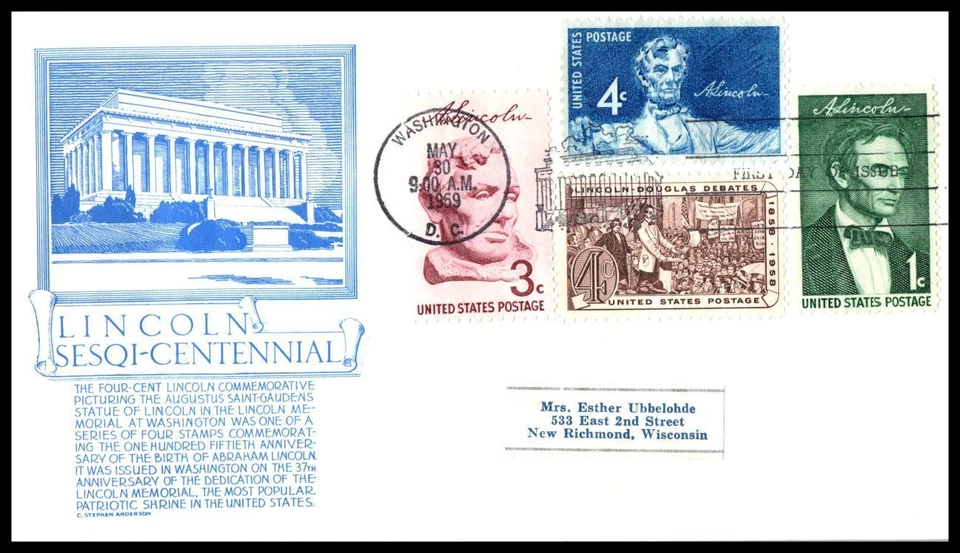 LINCOLN
SESQI-CENTENNIAL
THE FOUR-CENT LINCOLN COMMEMORATIVE
PICTURING THE AUGUSTUS SAINT-GAUDENS
STATUE OF LINCOLN IN THE LINCOLN ME-
MORIAL AT WASHINGTON WAS ONE OF A
SERIES OF FOUR STAMPS COMMEMORAT-
ING THE ONE HUNDRED FIFTIETH ANNIVER-
SARY OF THE BIRTH OF ABRAHAM LINCOLN.
IT WAS ISSUED IN WASHINGTON ON THE 37TH
ANNIVERSARY OF THE DEDICATION OF THE
LINCOLN MEMORIAL, THE MOST POPULAR
PATRIOTIC SHRINE IN THE UNITED STATES.
C. STEPHEN ANDERSON
WASHINGTON
MAY
30
9:00 A.M.
1959
D. C.
A. Lincoln
3c
UNITED STATES POSTAGE
UNITED STATES POSTAGE
4c
A. Lincoln
FIRST DAY OF ISSUE
LINCOLN-DOUGLAS DEBATES
1858 · 1958
4c
UNITED STATES POSTAGE
A. Lincoln
1c
UNITED STATES POSTAGE
Mrs. Esther Ubbelohde
533 East 2nd Street
New Richmond, Wisconsin